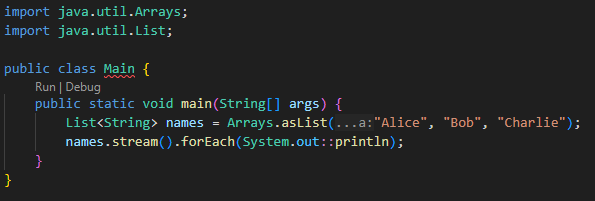 import java.util.Arrays;
import java.util.List;
public class Main {
Run | Debug
public static void main(String[] args) {
List<String> names = Arrays.asList(...a:"Alice", "Bob", "Charlie");
names.stream().forEach(System.out::println);
}
}